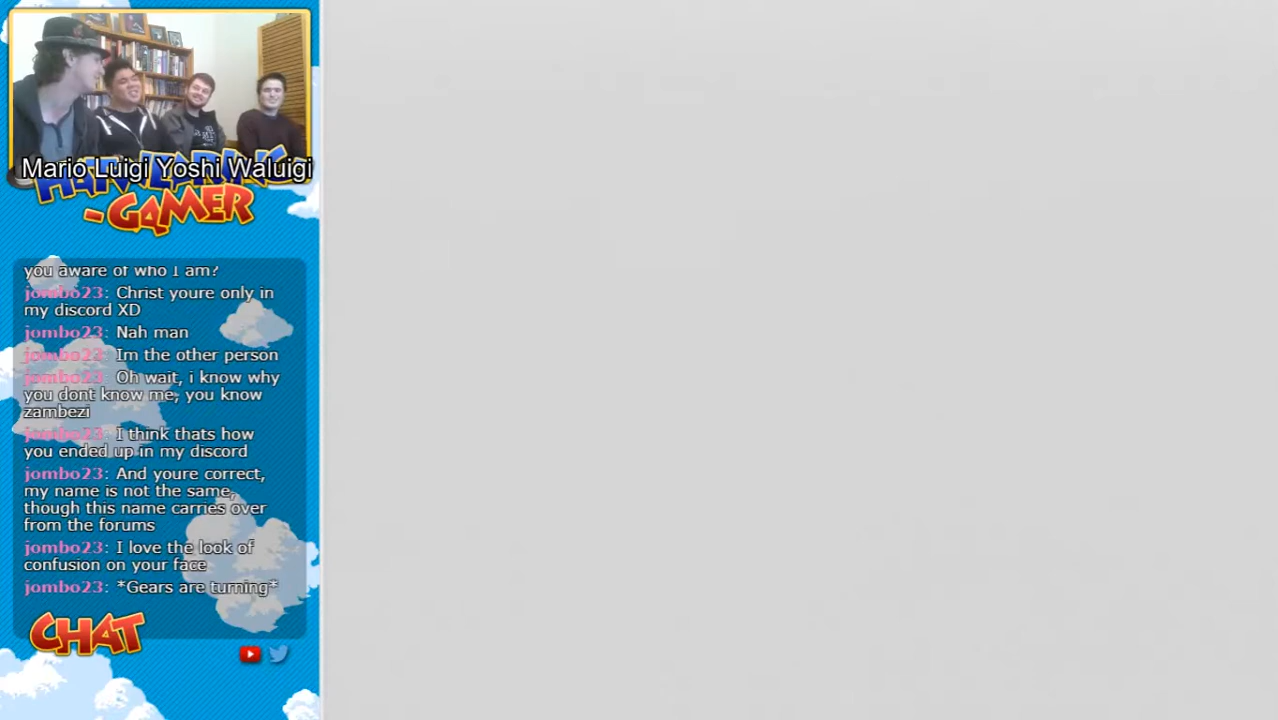 Mario Luigi Yoshi Waluigi
-GAMER
you aware of who I am?
jombo23: Christ youre only in
my discord XD
jombo23: Nah man
jombo23: Im the other person
jombo23: Oh wait, i know why
you dont know me, you know
zambezi
jombo23: I think thats how
you ended up in my discord
jombo23: And youre correct,
my name is not the same,
though this name carries over
from the forums
jombo23: I love the look of
confusion on your face
jombo23: *Gears are turning*
CHAT